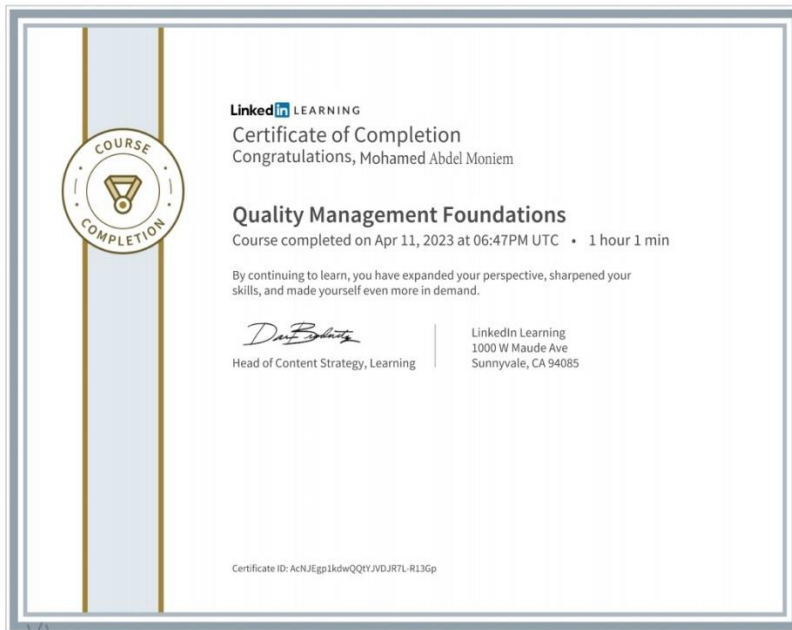 COURSE
COMPLETION
Linked in LEARNING
Certificate of Completion
Congratulations, Mohamed Abdel Moniem
Quality Management Foundations
Course completed on Apr 11, 2023 at 06:47PM UTC • 1 hour 1 min
By continuing to learn, you have expanded your perspective, sharpened your
skills, and made yourself even more in demand.
Head of Content Strategy, Learning
LinkedIn Learning
1000 W Maude Ave
Sunnyvale, CA 94085
Certificate ID: AcNJEgp1kdwQQtYJVDJR7L-R13Gp